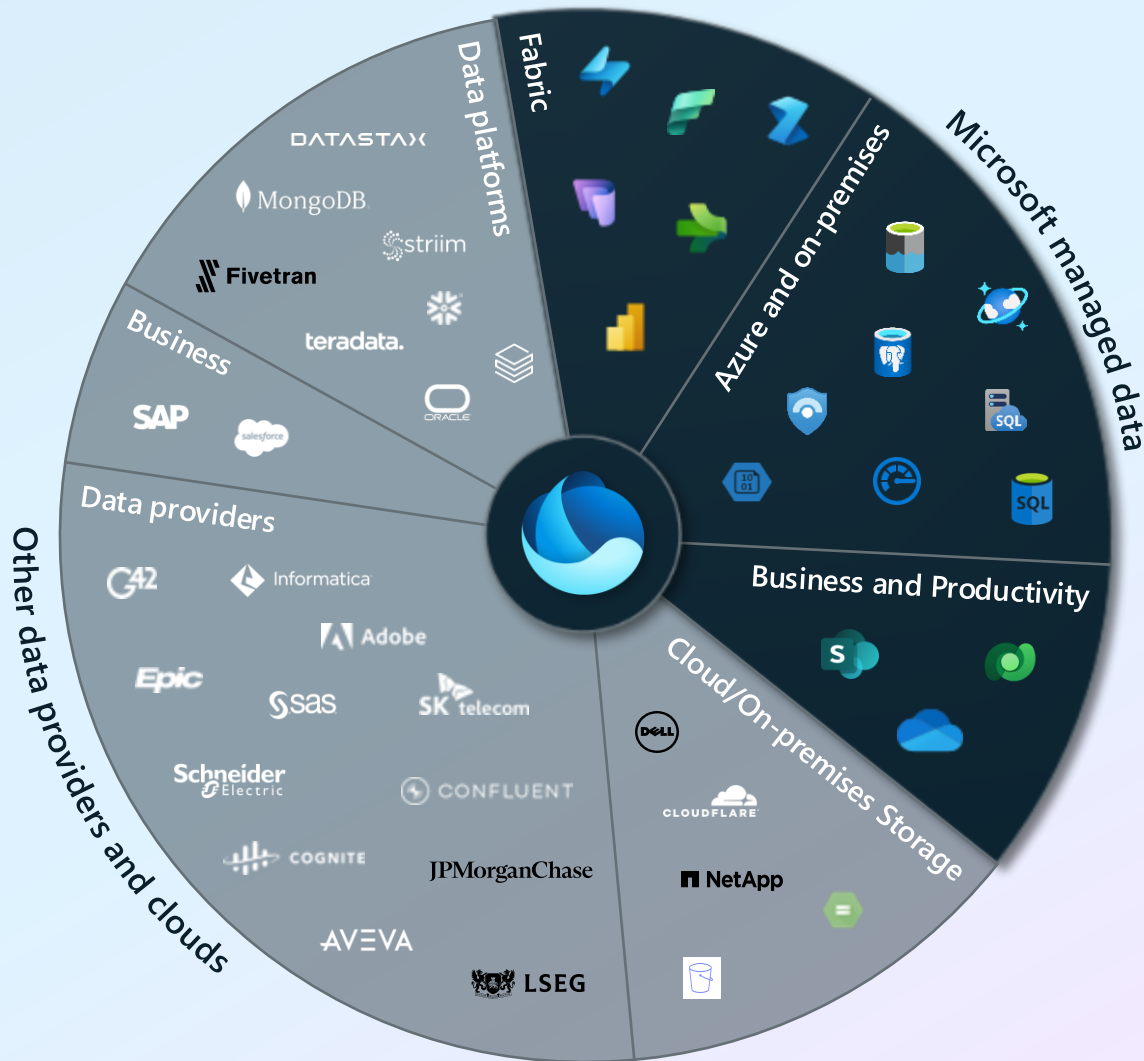 Fabric
Azure and on-premises
SQL
SQL
10
01
Microsoft managed data
Business and Productivity
S
Cloud/On-premises Storage
DELL
CLOUDFLARE
NetApp
Data platforms
DATASTAX
MongoDB
striim
Fivetran
teradata.
ORACLE
Business
SAP
salesforce
Data providers
G42
Informatica
Adobe
Epic
sas
SK telecom
Schneider
Electric
CONFLUENT
COGNITE
JPMorganChase
AVEVA
LSEG
Other data providers and clouds